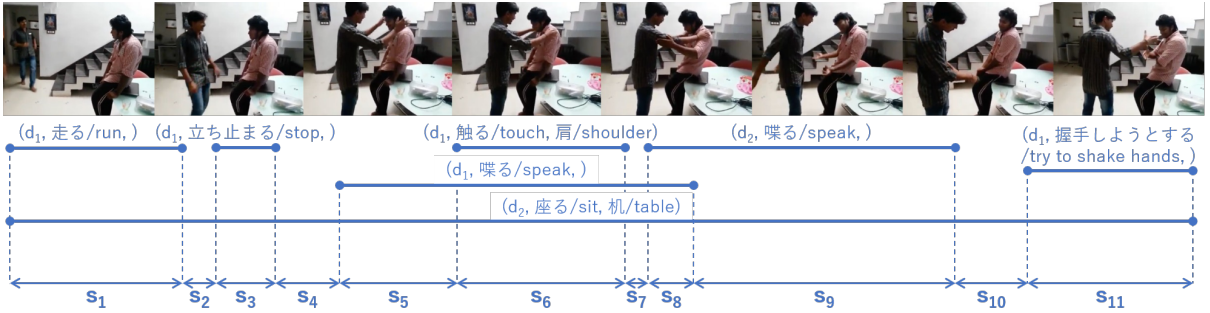 (d₁, 走る/run, )
(d₁, 立ち止まる/stop, )
(d₁, 触る/touch, 肩/shoulder)
(d₂, 喋る/speak, )
(d₁, 握手しようとする
/try to shake hands, )
(d₁, 喋る/speak, )
(d₂, 座る/sit, 机/table)
s₁ s₂ s₃ s₄ s₅ s₆ s₇ s₈ s₉ s₁₀ s₁₁